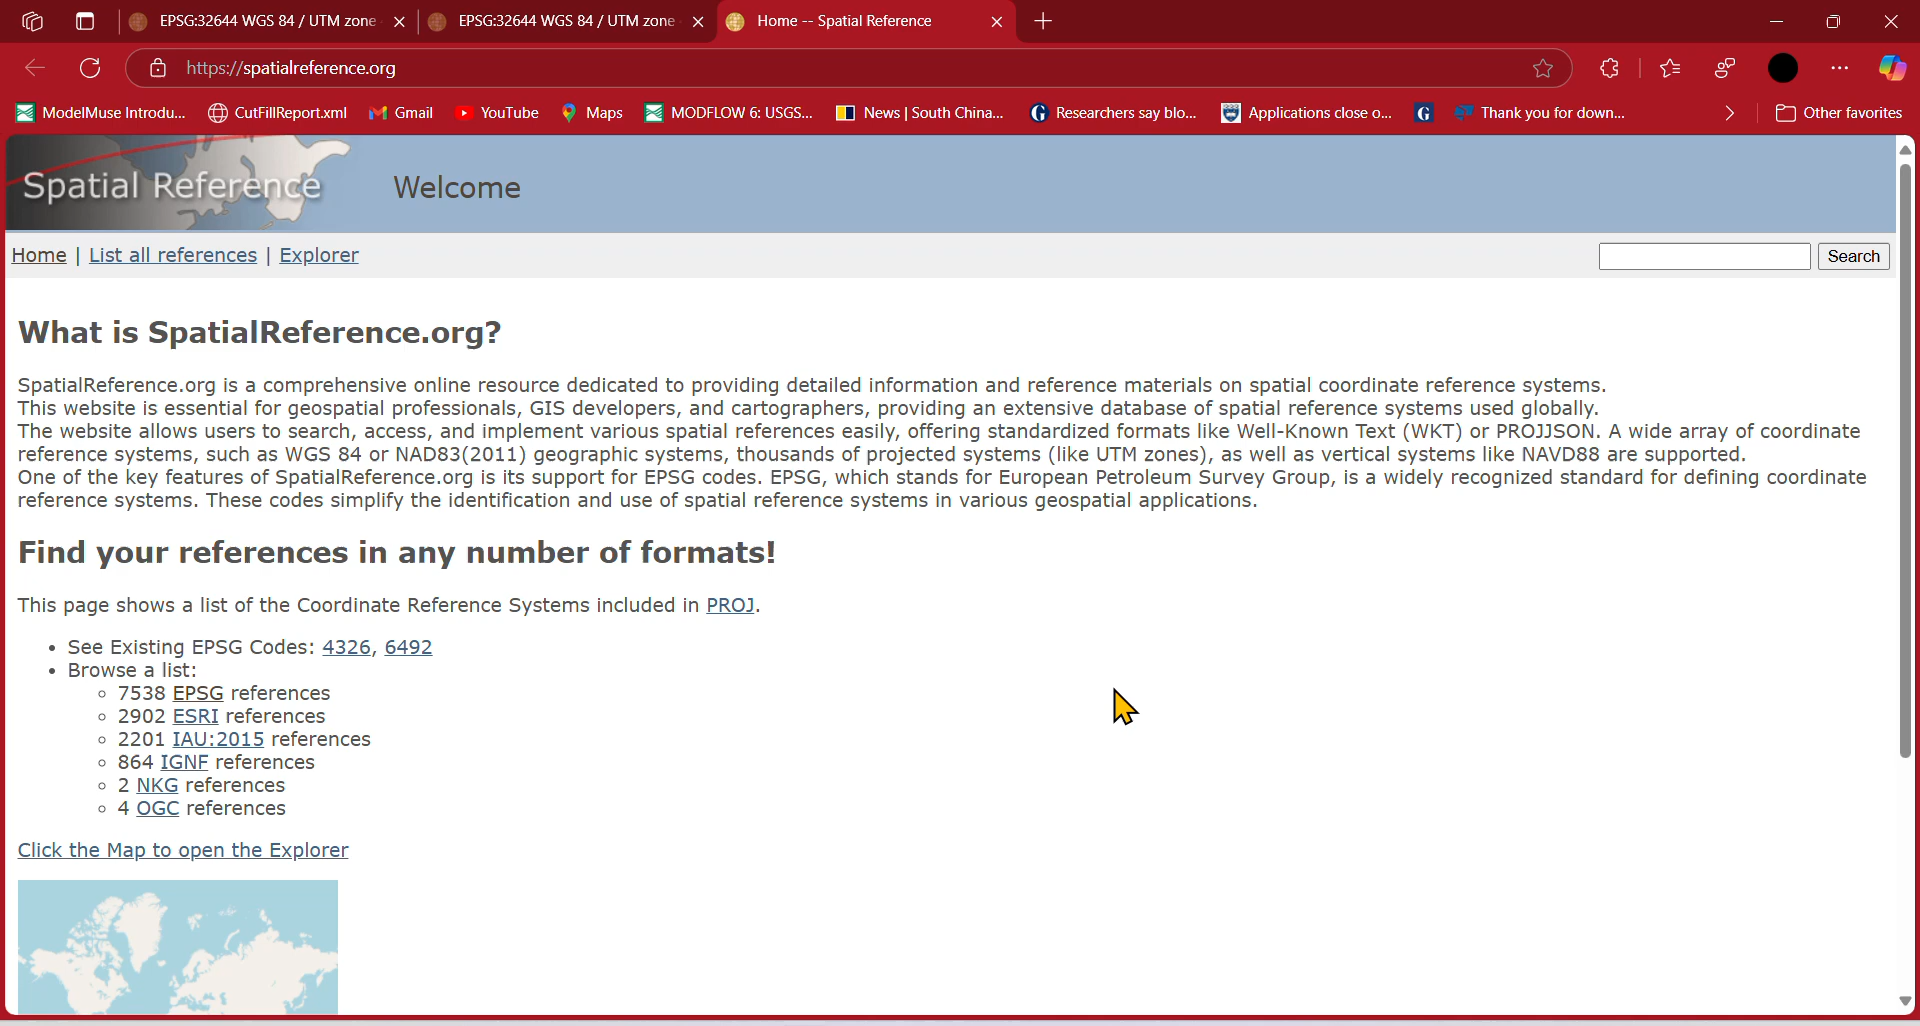 EPSG:32644 WGS 84 / UTM zone
EPSG:32644 WGS 84 / UTM zone
Home -- Spatial Reference
https://spatialreference.org
ModelMuse Introdu...
CutFillReport.xml
Gmail
YouTube
Maps
MODFLOW 6: USGS...
News | South China...
Researchers say blo...
Applications close o...
G
Thank you for down...
Other favorites
Spatial Reference
Welcome
Home | List all references | Explorer
Search
What is SpatialReference.org?
SpatialReference.org is a comprehensive online resource dedicated to providing detailed information and reference materials on spatial coordinate reference systems.
This website is essential for geospatial professionals, GIS developers, and cartographers, providing an extensive database of spatial reference systems used globally.
The website allows users to search, access, and implement various spatial references easily, offering standardized formats like Well-Known Text (WKT) or PROJJSON. A wide array of coordinate
reference systems, such as WGS 84 or NAD83(2011) geographic systems, thousands of projected systems (like UTM zones), as well as vertical systems like NAVD88 are supported.
One of the key features of SpatialReference.org is its support for EPSG codes. EPSG, which stands for European Petroleum Survey Group, is a widely recognized standard for defining coordinate
reference systems. These codes simplify the identification and use of spatial reference systems in various geospatial applications.
Find your references in any number of formats!
This page shows a list of the Coordinate Reference Systems included in PROJ.
• See Existing EPSG Codes: 4326, 6492
• Browse a list:
◦ 7538 EPSG references
◦ 2902 ESRI references
◦ 2201 IAU:2015 references
◦ 864 IGNF references
◦ 2 NKG references
◦ 4 OGC references
Click the Map to open the Explorer